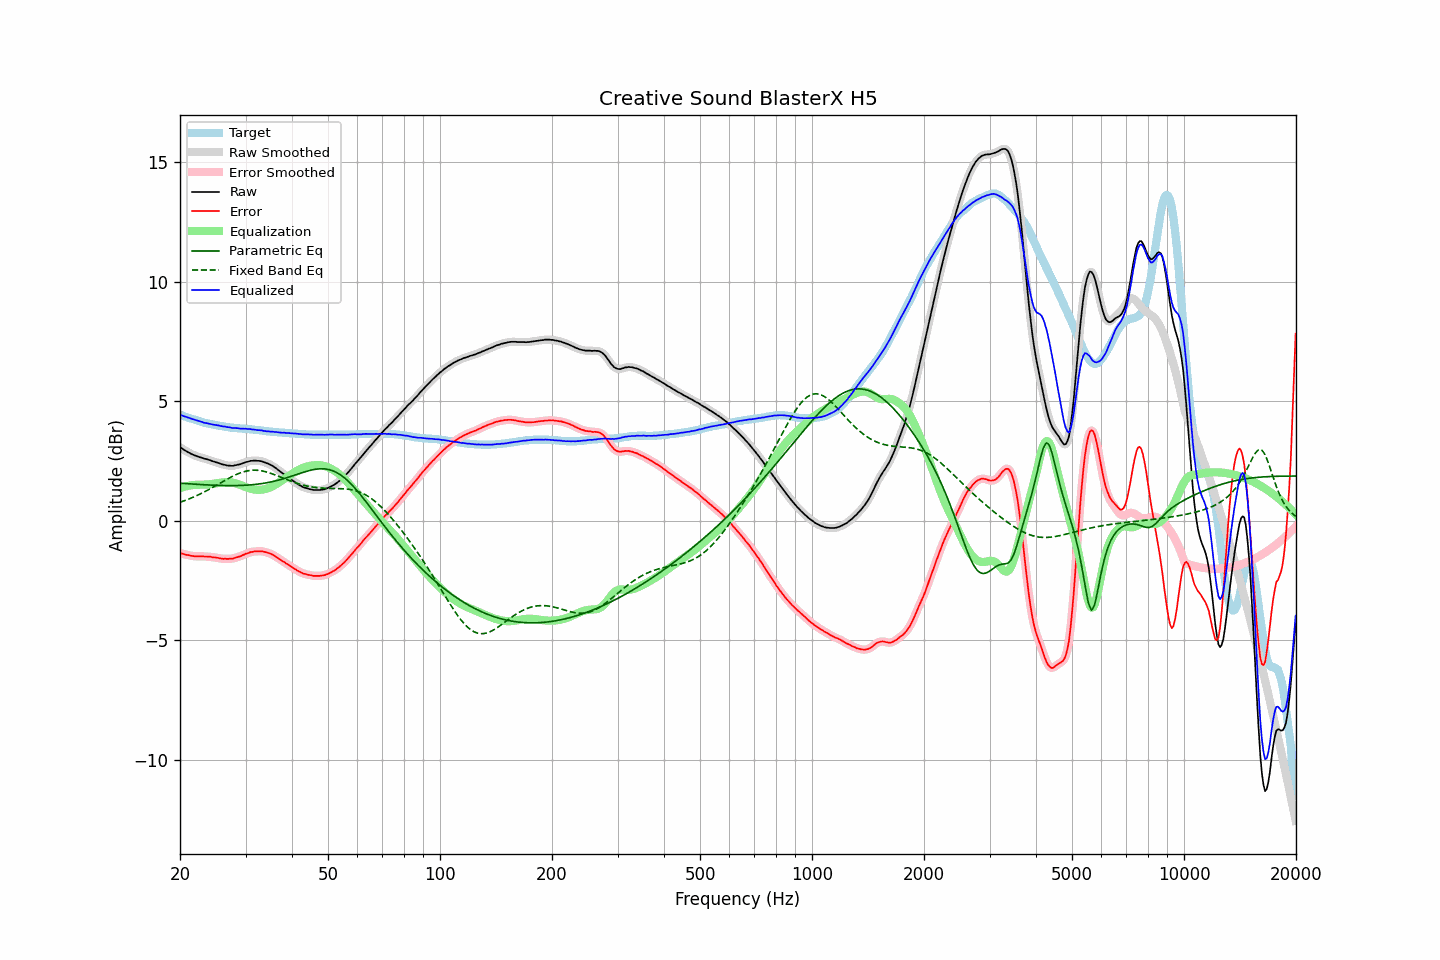 Creative Sound BlasterX H5
Target
Raw Smoothed
Error Smoothed
Raw
Error
Equalization
Parametric Eq
Fixed Band Eq
Equalized
Amplitude (dBr)
15
10
5
0
−5
−10
20
50
100
200
500
1000
2000
5000
10000
20000
Frequency (Hz)